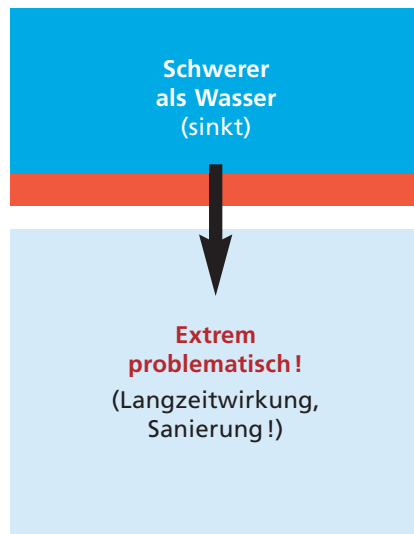 Schwerer
als Wasser
(sinkt)
Extrem
problematisch!
(Langzeitwirkung,
Sanierung!)